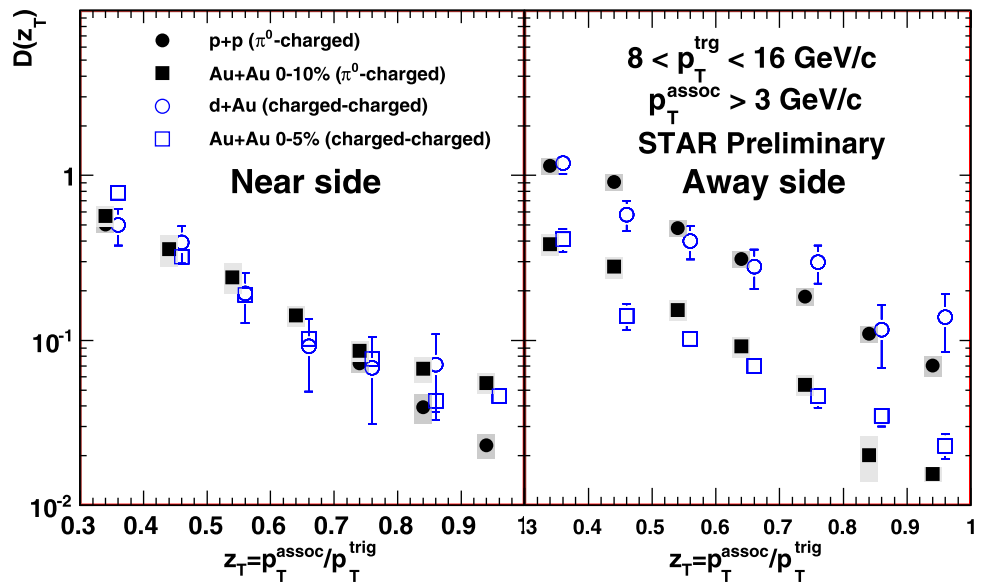 D(z_T)
p+p (π⁰-charged)
Au+Au 0-10% (π⁰-charged)
d+Au (charged-charged)
Au+Au 0-5% (charged-charged)
Near side
8 < p_T^trg < 16 GeV/c
p_T^assoc > 3 GeV/c
STAR Preliminary
Away side
1
10⁻¹
10⁻²
0.3 0.4 0.5 0.6 0.7 0.8 0.9
z_T=p_T^assoc/p_T^trig
13 0.4 0.5 0.6 0.7 0.8 0.9 1
z_T=p_T^assoc/p_T^trig